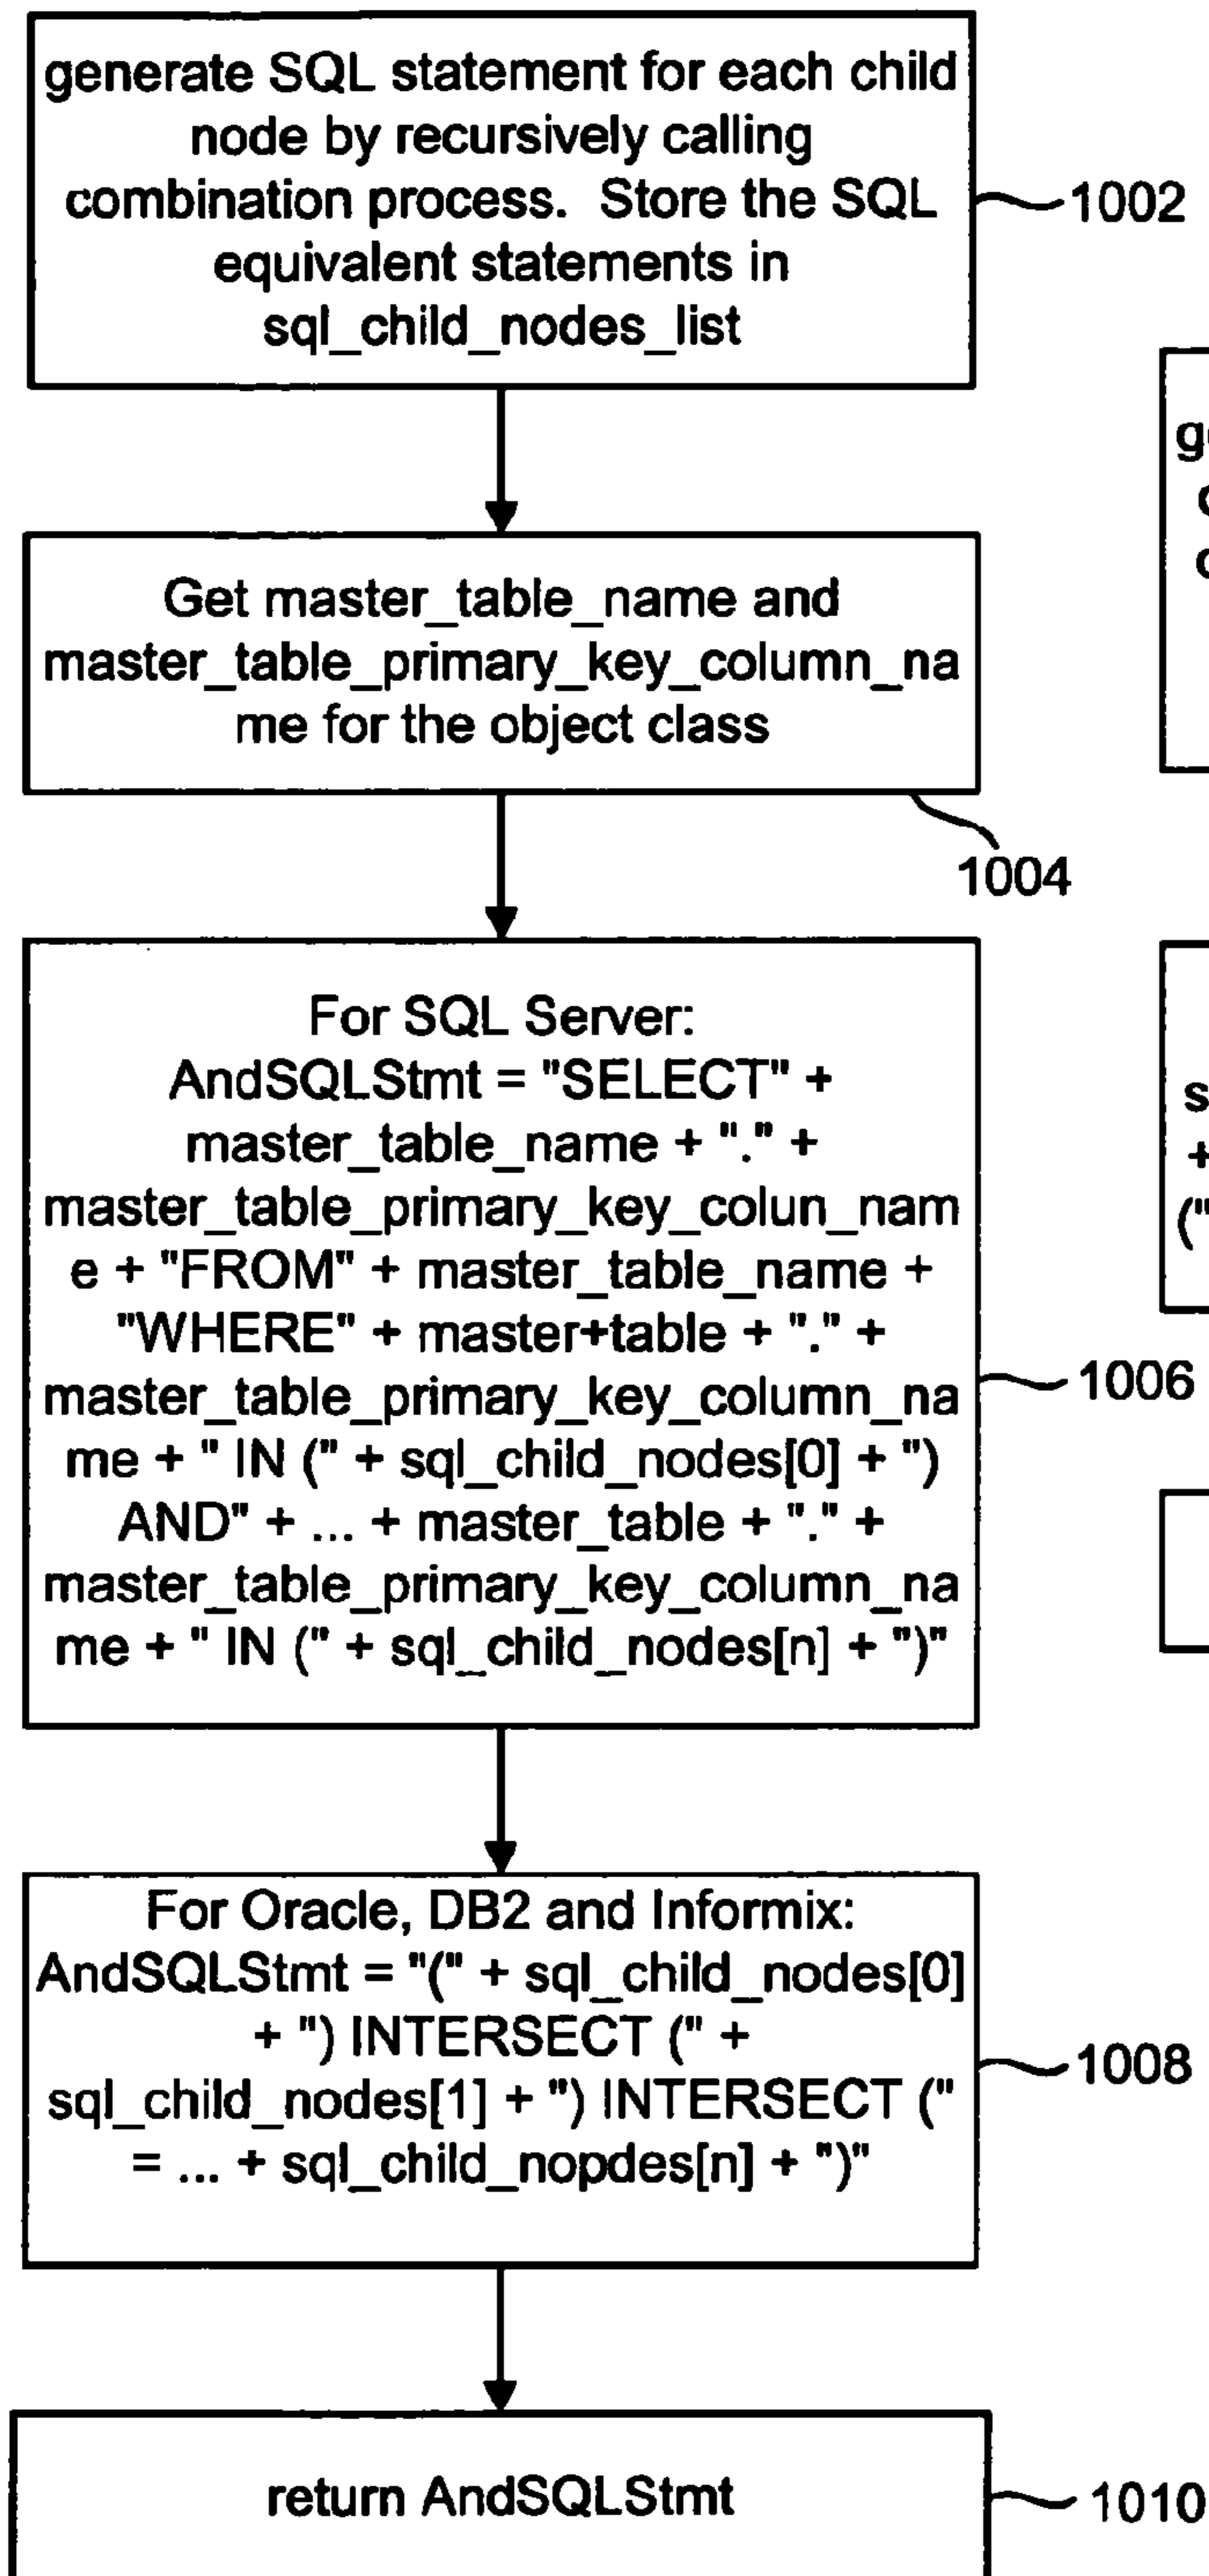 generate SQL statement for each child
node by recursively calling
combination process.  Store the SQL
equivalent statements in
sql_child_nodes_list
1002
Get master_table_name and
master_table_primary_key_column_na
me for the object class
1004
For SQL Server:
AndSQLStmt = "SELECT" +
master_table_name + "." +
master_table_primary_key_colun_nam
e + "FROM" + master_table_name +
"WHERE" + master+table + "." +
master_table_primary_key_column_na
me + " IN (" + sql_child_nodes[0] + ")
AND" + ... + master_table + "." +
master_table_primary_key_column_na
me + " IN (" + sql_child_nodes[n] + ")"
1006
For Oracle, DB2 and Informix:
AndSQLStmt = "(" + sql_child_nodes[0]
+ ") INTERSECT (" +
sql_child_nodes[1] + ") INTERSECT ("
= ... + sql_child_nopdes[n] + ")"
1008
return AndSQLStmt
1010
s
+
("